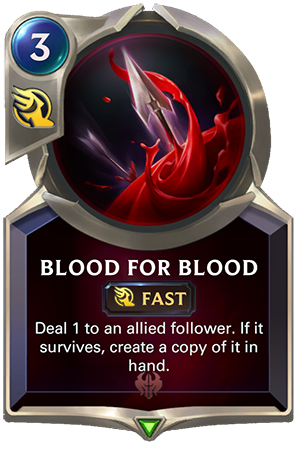 3
BLOOD FOR BLOOD
FAST
Deal 1 to an allied follower. If it
survives, create a copy of it in
hand.